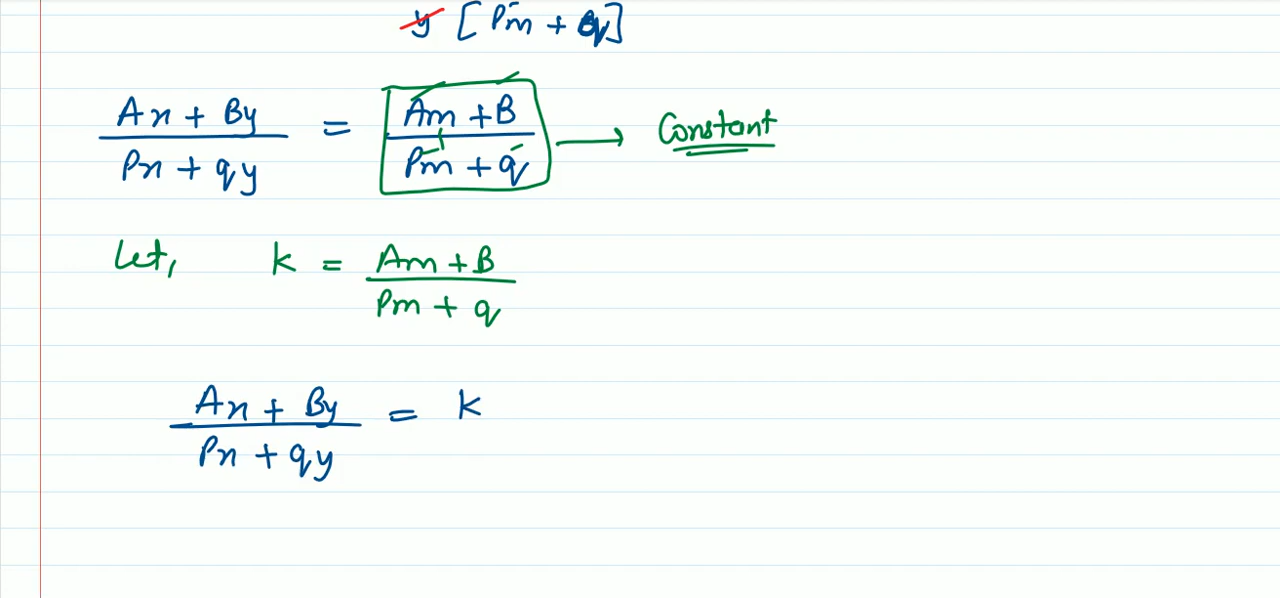 y [Pm + q]
Ax + By / Px + qy = Am + B / Pm + q → Constant
Let, k = Am + B / Pm + q
Ax + By / Px + qy = k